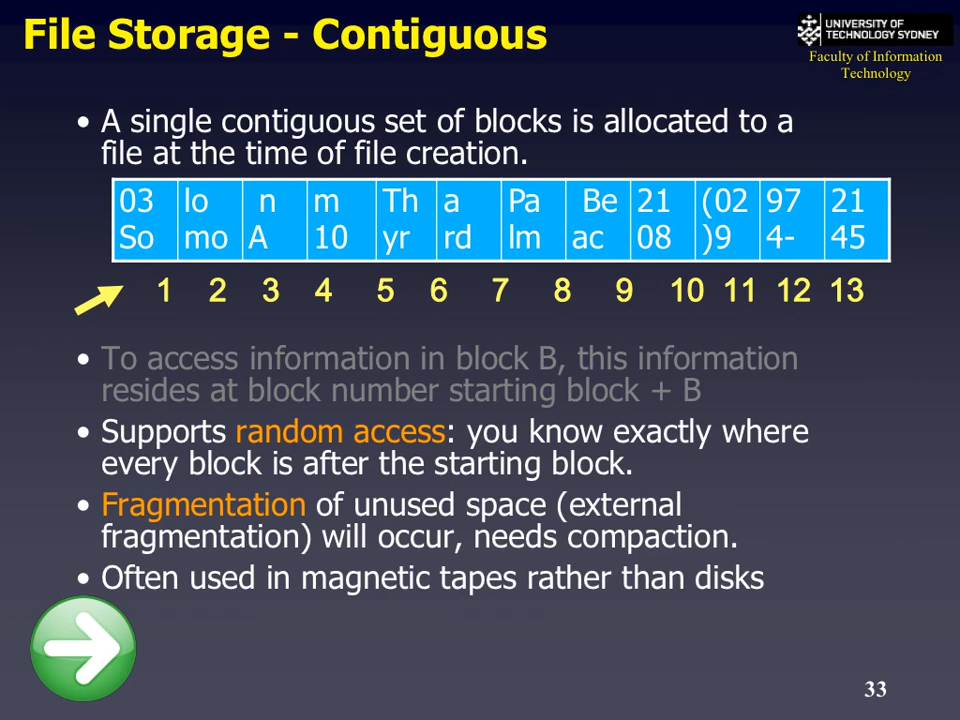 File Storage - Contiguous
UNIVERSITY OF
TECHNOLOGY SYDNEY
Faculty of Information
Technology
• A single contiguous set of blocks is allocated to a
file at the time of file creation.
03 lo n m Th a Pa Be 21 (02 97 21
So mo A 10 yr rd lm ac 08 )9 4- 45
1 2 3 4 5 6 7 8 9 10 11 12 13
• To access information in block B, this information
resides at block number starting block + B
• Supports random access: you know exactly where
every block is after the starting block.
• Fragmentation of unused space (external
fragmentation) will occur, needs compaction.
• Often used in magnetic tapes rather than disks
33